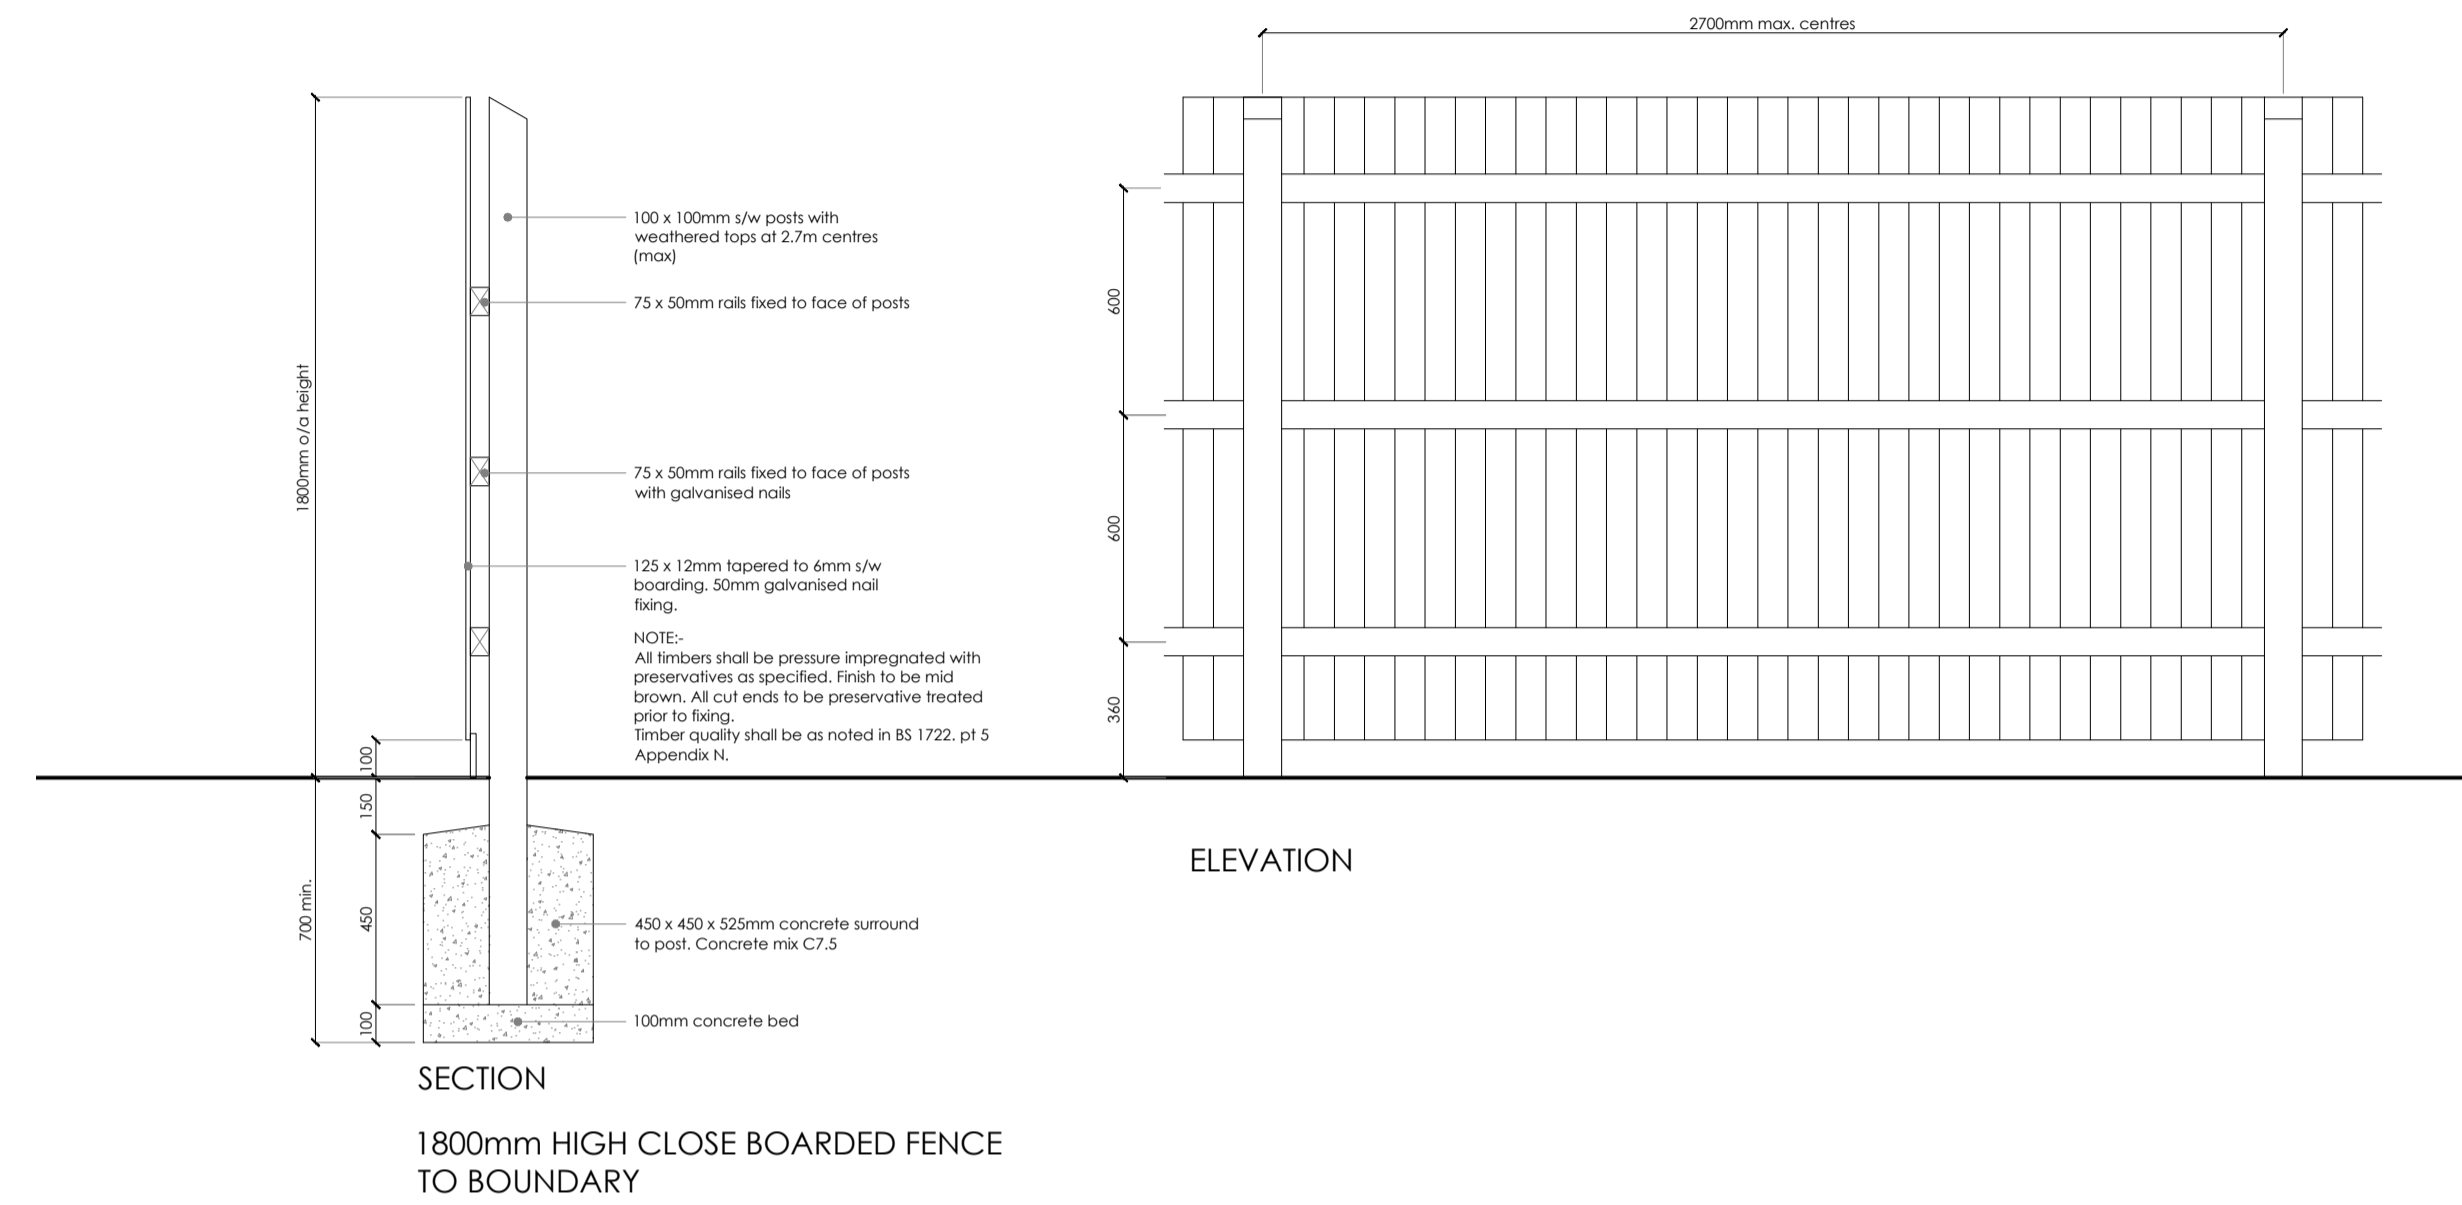 2700mm max. centres
1800mm o/a height
100 x 100mm s/w posts with
weathered tops at 2.7m centres
(max)
75 x 50mm rails fixed to face of posts
75 x 50mm rails fixed to face of posts
with galvanised nails
125 x 12mm tapered to 6mm s/w
boarding. 50mm galvanised nail
fixing.
NOTE:-
All timbers shall be pressure impregnated with
preservatives as specified. Finish to be mid
brown. All cut ends to be preservative treated
prior to fixing.
Timber quality shall be as noted in BS 1722. pt 5
Appendix N.
100
150
700 min.
450
100
450 x 450 x 525mm concrete surround
to post. Concrete mix C7.5
100mm concrete bed
SECTION
1800mm HIGH CLOSE BOARDED FENCE
TO BOUNDARY
600
600
360
ELEVATION